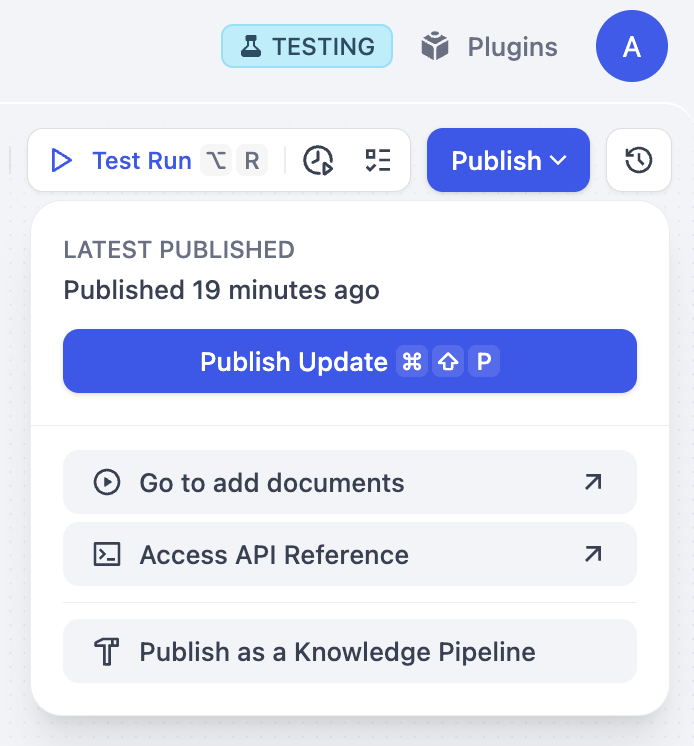 TESTING
Plugins
A
Test Run ⌥ R
Publish
LATEST PUBLISHED
Published 19 minutes ago
Publish Update ⌘ ⇧ P
Go to add documents
Access API Reference
Publish as a Knowledge Pipeline